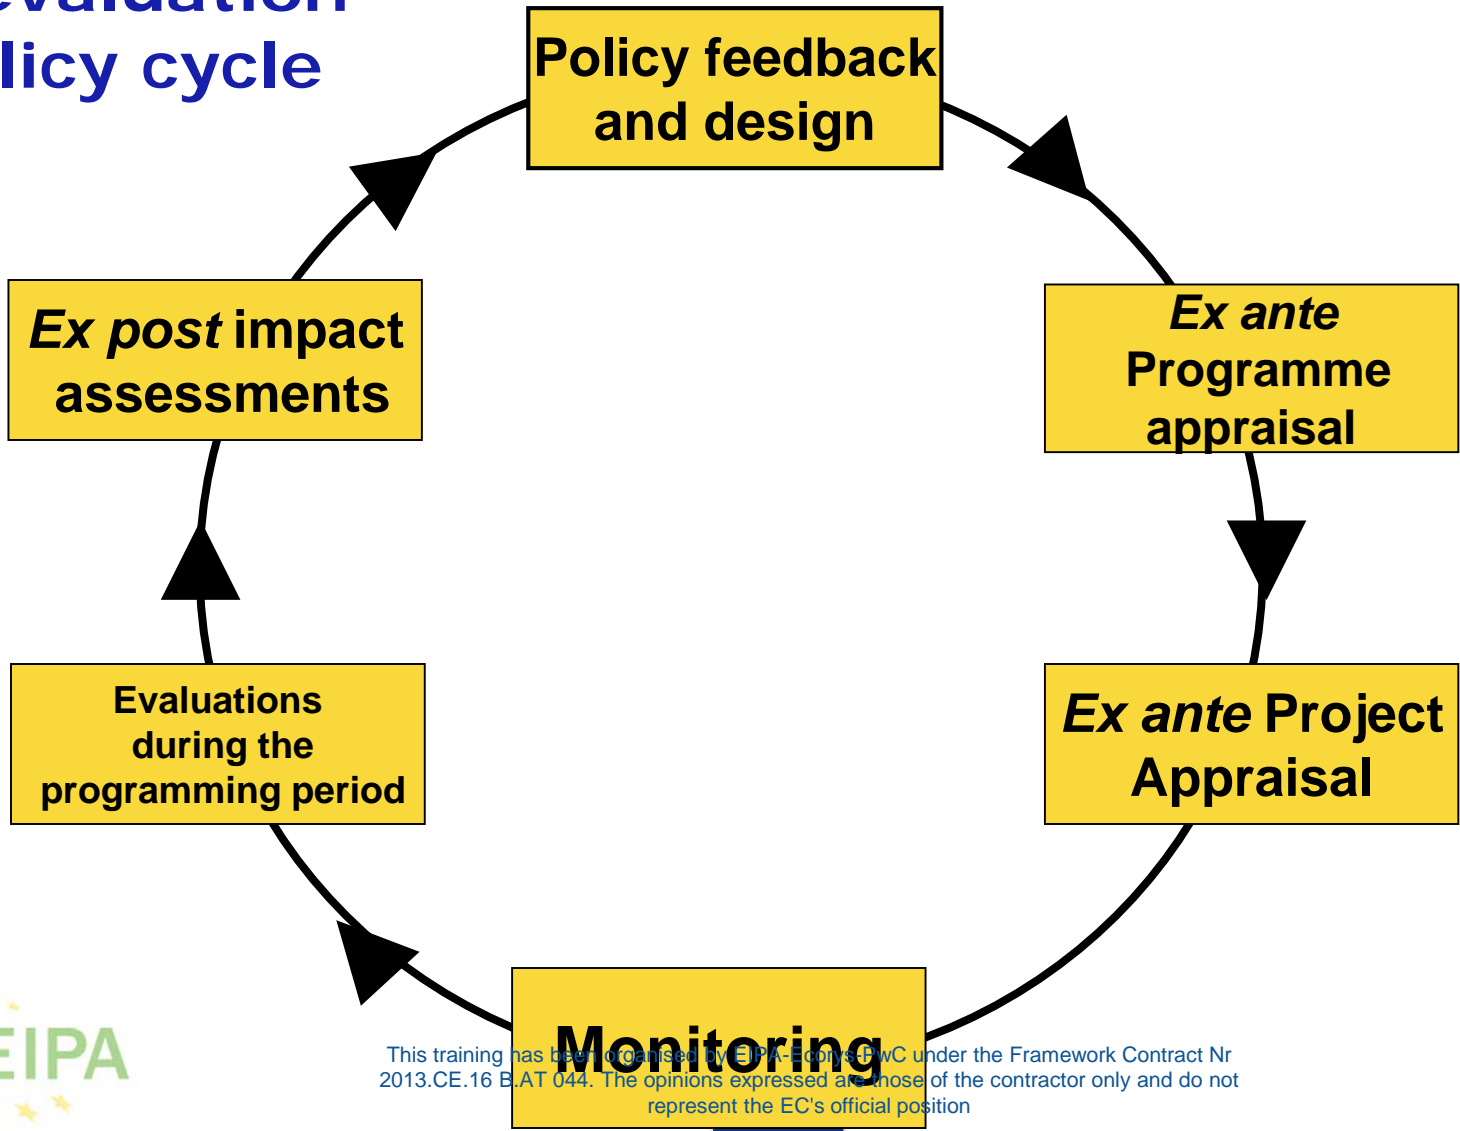 evaluation
licy cycle
Policy feedback
and design
Ex post impact
assessments
Ex ante
Programme
appraisal
Evaluations
during the
programming period
Ex ante Project
Appraisal
Monitoring
This training has been organised by EIPA-Ecorys-PwC under the Framework Contract Nr
2013.CE.16 B.AT 044. The opinions expressed are those of the contractor only and do not
represent the EC's official position
EIPA